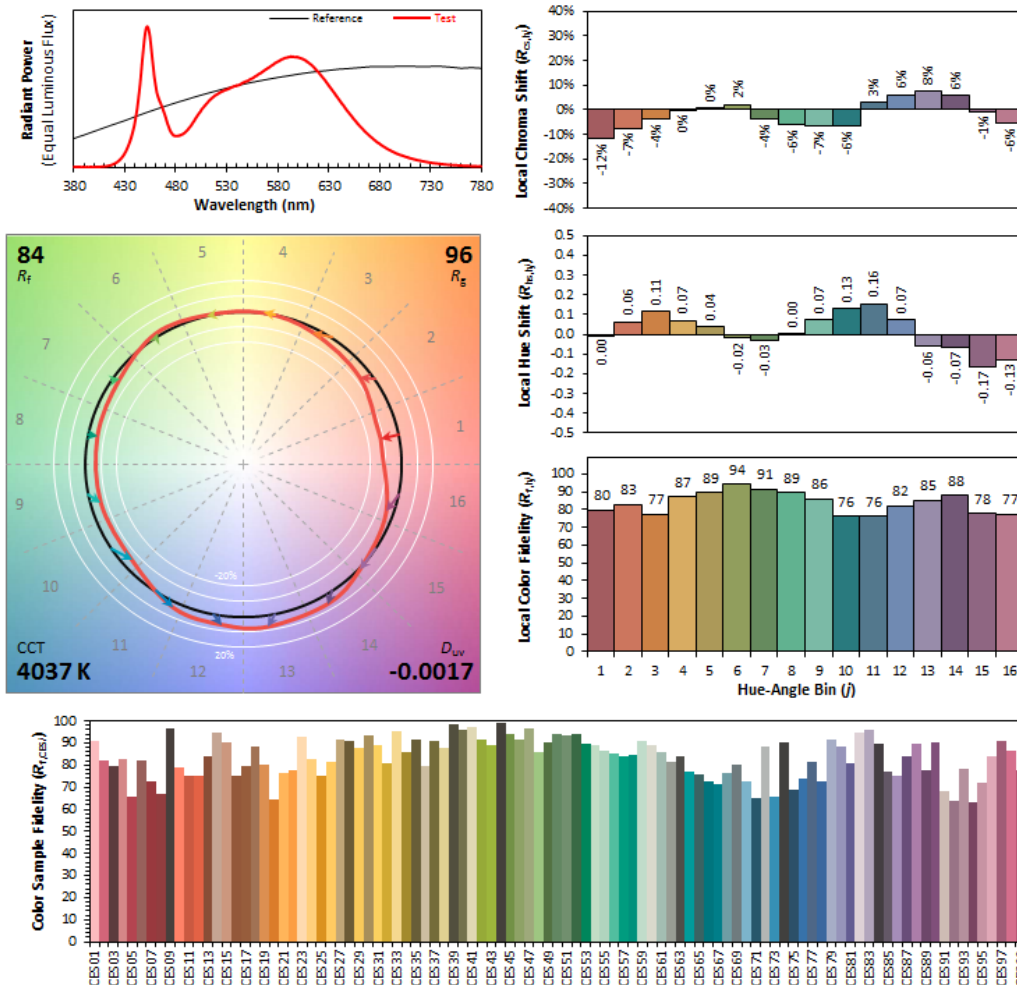 Reference
Test
Radiant Power
(Equal Luminous Flux)
380 430 480 530 580 630 680 730 780
Wavelength (nm)
Local Chroma Shift (Rcs,hj)
40%
30%
20%
10%
0%
-10%
-20%
-30%
-40%
-12% -7% -4% 0% 0% 2% -4% -6% -7% -6% 3% 6% 8% 6% -1% -6%
84
Rf
96
Rg
5 4
6 3
7 2
8 1
9 16
10 15
11 14
12 13
-20%
20%
CCT
4037 K
Duv
-0.0017
Local Hue Shift (Rhs,hj)
0.5
0.4
0.3
0.2
0.1
0.0
-0.1
-0.2
-0.3
-0.4
-0.5
0.00 0.06 0.11 0.07 0.04 -0.02 -0.03 0.00 0.07 0.13 0.16 0.07 -0.06 -0.07 -0.17 -0.13
Local Color Fidelity (Rf,hj)
100
90
80
70
60
50
40
30
20
10
0
80 83 77 87 89 94 91 89 86 76 76 82 85 88 78 77
1 2 3 4 5 6 7 8 9 10 11 12 13 14 15 16
Hue-Angle Bin (j)
Color Sample Fidelity (Rf,CESi)
100
90
80
70
60
50
40
30
20
10
0
CES01 CES03 CES05 CES07 CES09 CES11 CES13 CES15 CES17 CES19 CES21 CES23 CES25 CES27 CES29 CES31 CES33 CES35 CES37 CES39 CES41 CES43 CES45 CES47 CES49 CES51 CES53 CES55 CES57 CES59 CES61 CES63 CES65 CES67 CES69 CES71 CES73 CES75 CES77 CES79 CES81 CES83 CES85 CES87 CES89 CES91 CES93 CES95 CES97